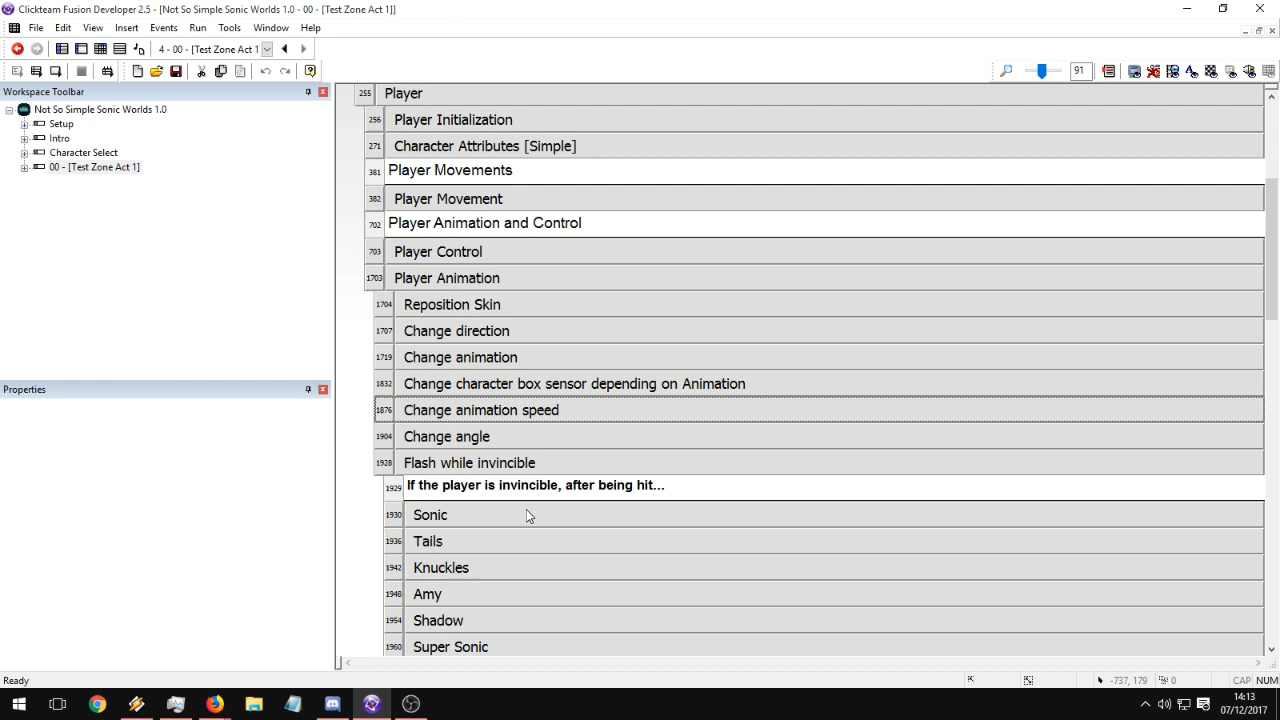 Clickteam Fusion Developer 2.5 - [Not So Simple Sonic Worlds 1.0 - 00 - [Test Zone Act 1]]
File Edit View Insert Events Run Tools Window Help
4 - 00 - [Test Zone Act 1
91
Workspace Toolbar
Not So Simple Sonic Worlds 1.0
Setup
Intro
Character Select
00 - [Test Zone Act 1]
Properties
255 Player
256 Player Initialization
271 Character Attributes [Simple]
381 Player Movements
382 Player Movement
702 Player Animation and Control
703 Player Control
1703 Player Animation
1704 Reposition Skin
1707 Change direction
1719 Change animation
1832 Change character box sensor depending on Animation
1876 Change animation speed
1904 Change angle
1928 Flash while invincible
1929 If the player is invincible, after being hit...
1930 Sonic
1936 Tails
1942 Knuckles
1948 Amy
1954 Shadow
1960 Super Sonic
Ready
-737, 179
0
CAP NUM
14:13
07/12/2017